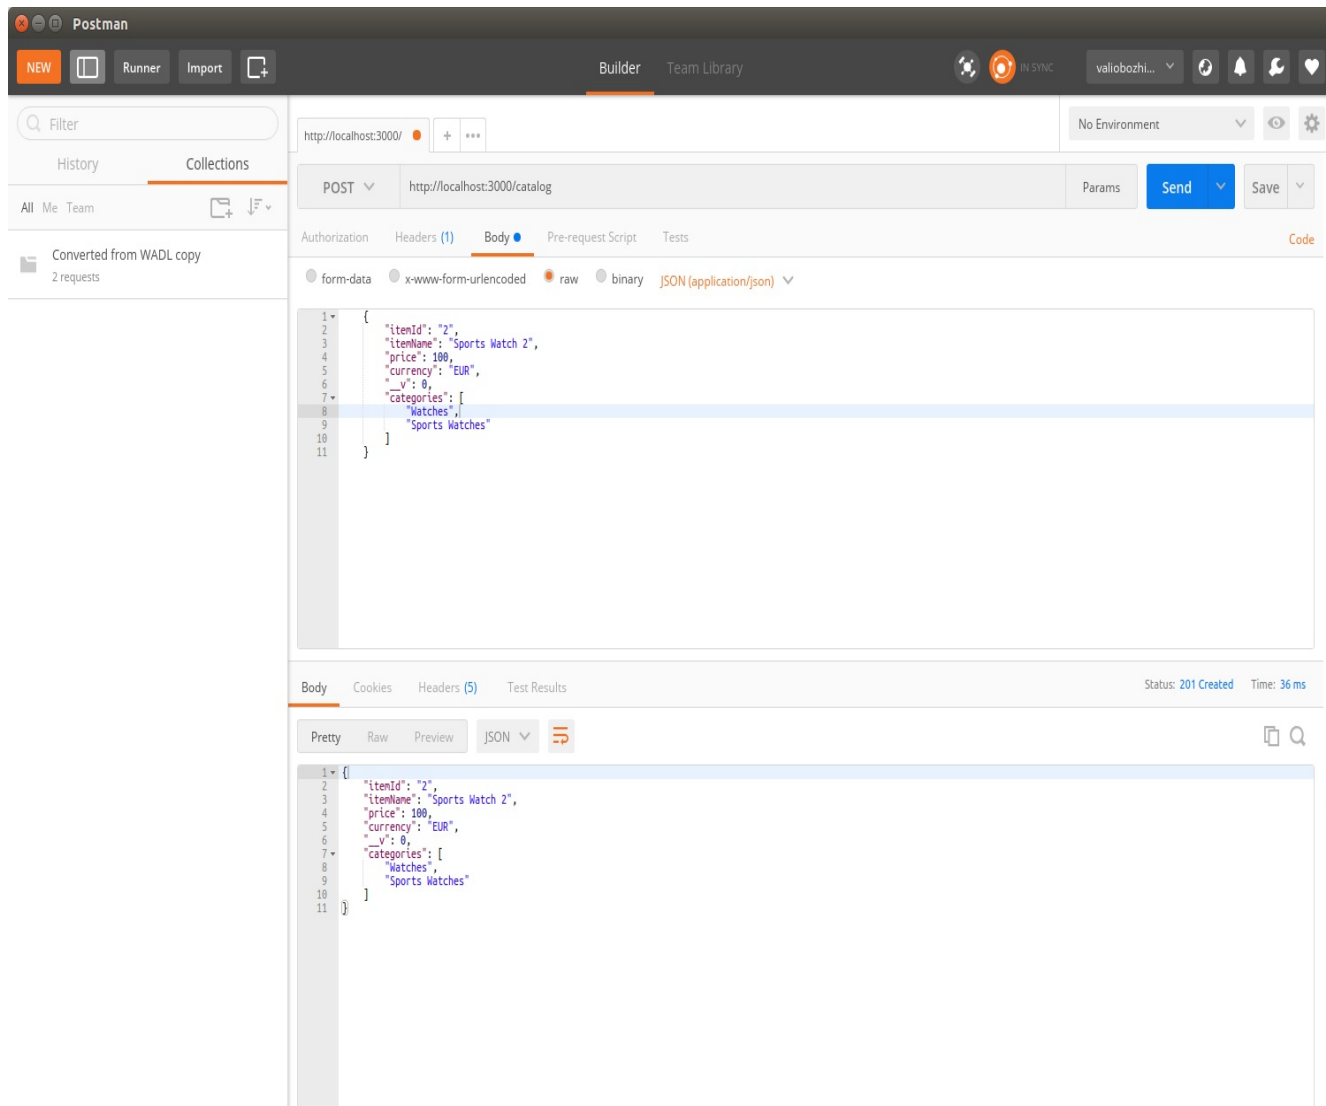 Postman
NEW Runner Import Builder Team Library IN SYNC valiobozhi...
Filter
History Collections
All Me Team
Converted from WADL copy
2 requests
http://localhost:3000/ + ••• No Environment
POST http://localhost:3000/catalog Params Send Save
Authorization Headers (1) Body Pre-request Script Tests Code
form-data x-www-form-urlencoded raw binary JSON (application/json)
1 {
2 "itemId": "2",
3 "itemName": "Sports Watch 2",
4 "price": 100,
5 "currency": "EUR",
6 "__v": 0,
7 "categories": [
8 "Watches",
9 "Sports Watches"
10 ]
11 }
Body Cookies Headers (5) Test Results Status: 201 Created Time: 36 ms
Pretty Raw Preview JSON
1 {
2 "itemId": "2",
3 "itemName": "Sports Watch 2",
4 "price": 100,
5 "currency": "EUR",
6 "__v": 0,
7 "categories": [
8 "Watches",
9 "Sports Watches"
10 ]
11 }